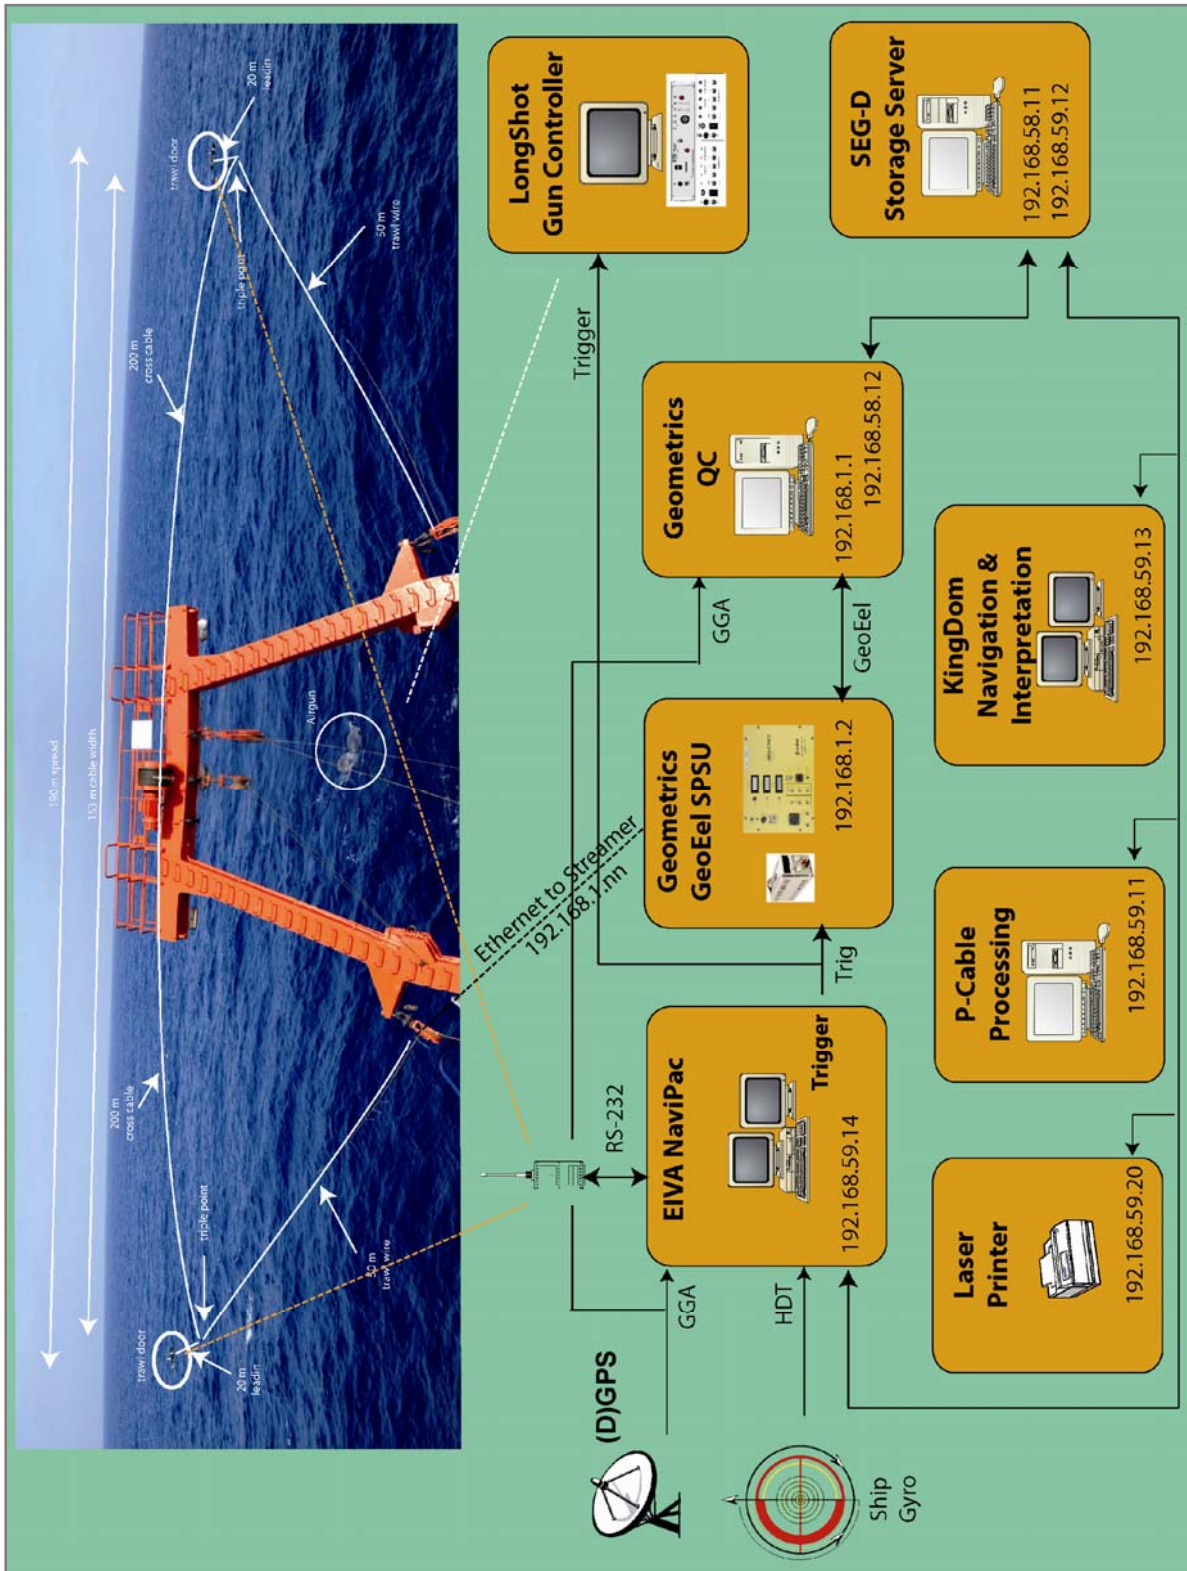 190 m spread
153 m cable width
trawl door
20 m
leadin
triple point
200 m
cross cable
50 m
trawl wire
Airgun
200 m
cross cable
trawl door
20 m
leadin
triple point
50 m
trawl wire
Ethernet to Streamer
192.168.1.nn
(D)GPS
GGA
Ship
Gyro
HDT
RS-232
EIVA NaviPac
Trigger
192.168.59.14
Trig
Geometrics
GeoEel SPSU
192.168.1.2
GGA
GeoEel
Geometrics
QC
192.168.1.1
192.168.58.12
Trigger
LongShot
Gun Controller
SEG-D
Storage Server
192.168.58.11
192.168.59.12
Laser
Printer
192.168.59.20
P-Cable
Processing
192.168.59.11
KingDom
Navigation &
Interpretation
192.168.59.13